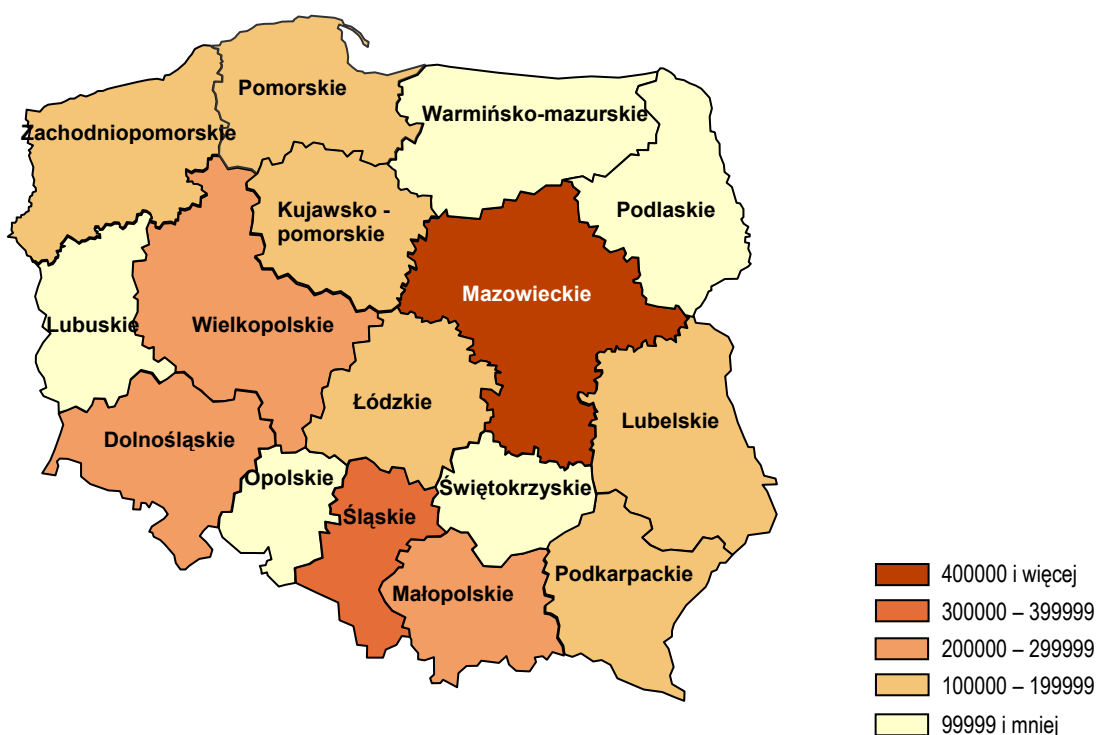 Pomorskie
Warmińsko-mazurskie
Zachodniopomorskie
Kujawsko -
pomorskie
Podlaskie
Mazowieckie
Lubuskie
Wielkopolskie
Łódzkie
Lubelskie
Dolnośląskie
Opolskie
Świętokrzyskie
Śląskie
Podkarpackie
Małopolskie
400000 i więcej
300000 – 399999
200000 – 299999
100000 – 199999
99999 i mniej